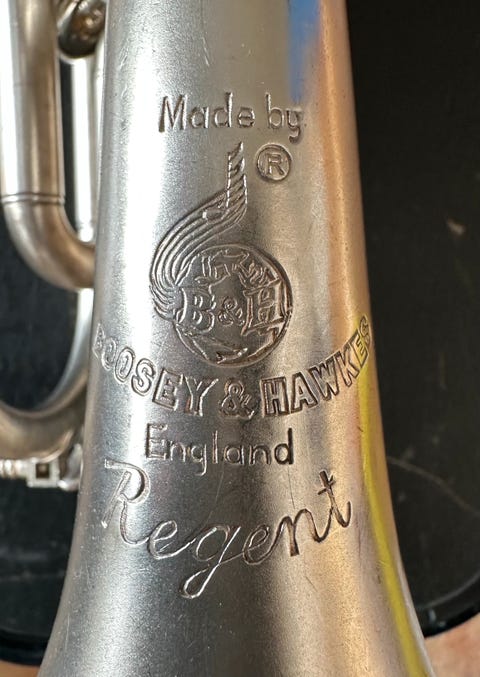 Made by
®
B&H
BOOSEY & HAWKES
England
Regent